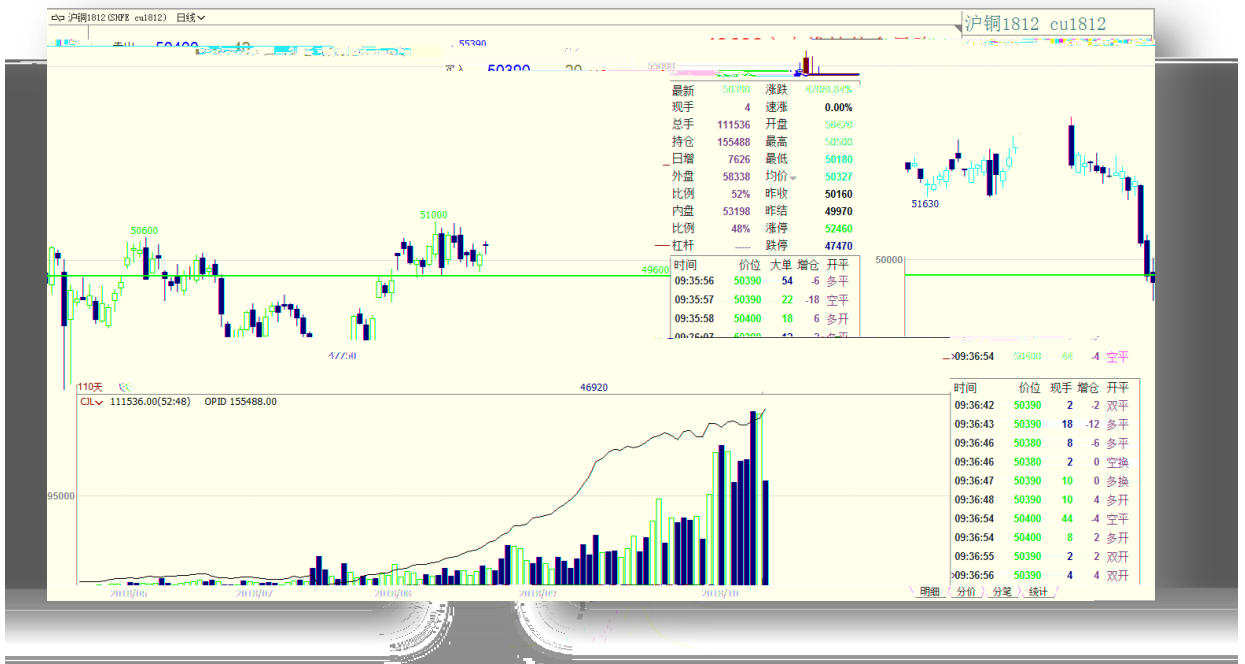 沪铜1812(SHFE cu1812) 日线
沪铜1812 cu1812
卖出 50400
55390
买入 50390 20
55000
最新 50390 涨跌
现手 4 速涨 0.00%
总手 111536 开盘 50420
持仓 155488 最高 50500
日增 7626 最低 50180
外盘 58338 均价 50327
比例 52% 昨收 50160
内盘 53198 昨结 49970
比例 48% 涨停 52460
杠杆 ----- 跌停 47470
51630
51000
50600
50000
49600
时间 价位 大单 增仓 开平
09:35:56 50390 54 -6 多平
09:35:57 50390 22 -18 空平
09:35:58 50400 18 6 多开
47750
09:36:54 50400 44 -4 空平
110天
46920
CJL 111536.00(52:48) OPID 155488.00
95000
时间 价位 现手 增仓 开平
09:36:42 50390 2 -2 双平
09:36:43 50390 18 -12 多平
09:36:46 50380 8 -6 多平
09:36:46 50380 2 0 空换
09:36:47 50390 10 0 多换
09:36:48 50390 10 4 多开
09:36:54 50400 44 -4 空平
09:36:54 50400 8 2 多开
09:36:55 50390 2 2 双开
09:36:56 50390 4 4 双开
2018/06 2018/07 2018/08 2018/09 2018/10
明细 分价 分笔 统计